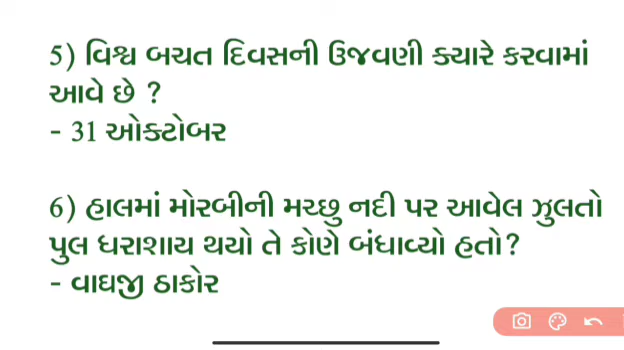 5) વિશ્વ બચત દિવસની ઉજવણી ક્યારે કરવામાં
આવે છે ?
- 31 ઓક્ટોબર
6) હાલમાં મોરબીની મચ્છુ નદી પર આવેલ ઝુલતો
પુલ ધરાશાય થયો તે કોણે બંધાવ્યો હતો?
- વાઘજી ઠાકોર